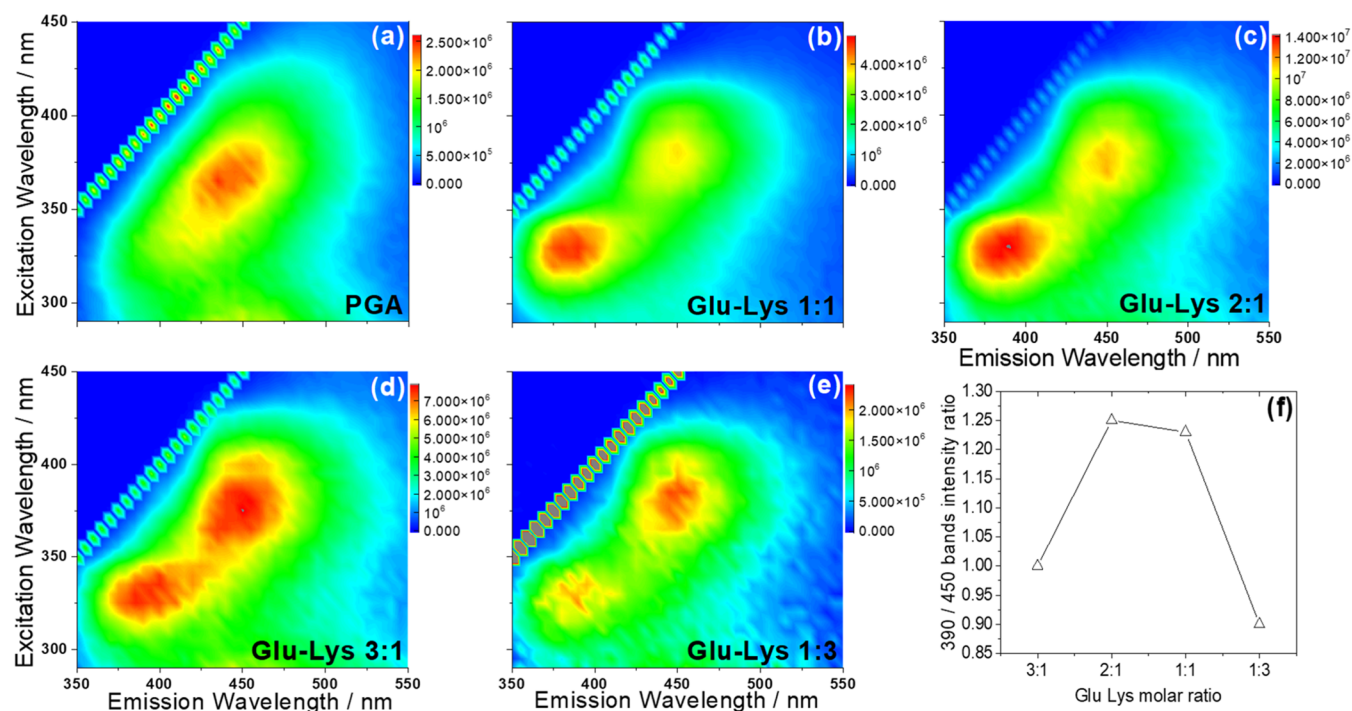 (a)
Excitation Wavelength / nm
450
400
350
300
2.500×10⁶
2.000×10⁶
1.500×10⁶
10⁶
5.000×10⁵
0.000
PGA
(b)
4.000×10⁶
3.000×10⁶
2.000×10⁶
10⁶
0.000
Glu-Lys 1:1
(c)
1.400×10⁷
1.200×10⁷
10⁷
8.000×10⁶
6.000×10⁶
4.000×10⁶
2.000×10⁶
0.000
Glu-Lys 2:1
350 400 450 500 550
Emission Wavelength / nm
(d)
Excitation Wavelength / nm
450
400
350
300
7.000×10⁶
6.000×10⁶
5.000×10⁶
4.000×10⁶
3.000×10⁶
2.000×10⁶
10⁶
0.000
Glu-Lys 3:1
350 400 450 500 550
Emission Wavelength / nm
(e)
2.000×10⁶
1.500×10⁶
10⁶
5.000×10⁵
0.000
Glu-Lys 1:3
350 400 450 500 550
Emission Wavelength / nm
(f)
390 / 450 bands intensity ratio
1.30
1.25
1.20
1.15
1.10
1.05
1.00
0.95
0.90
0.85
3:1 2:1 1:1 1:3
Glu Lys molar ratio